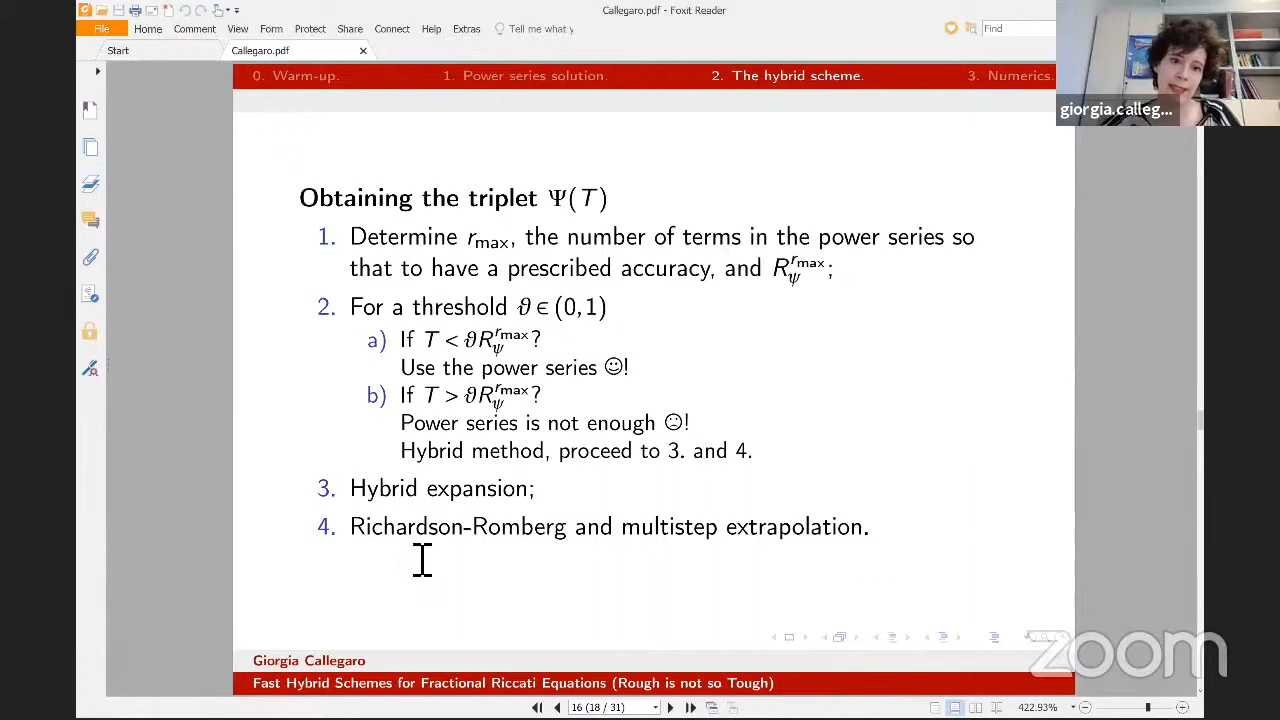 Callegaro.pdf - Foxit Reader
File Home Comment View Form Protect Share Connect Help Extras Tell me what y Find
Start Callegaro.pdf
0. Warm-up. 1. Power series solution. 2. The hybrid scheme. 3. Numerics.
giorgia.calleg...
Obtaining the triplet Ψ(T)
1. Determine r_max, the number of terms in the power series so
that to have a prescribed accuracy, and R_ψ^{r_max};
2. For a threshold ϑ ∈ (0,1)
a) If T < ϑR_ψ^{r_max}?
Use the power series ☺!
b) If T > ϑR_ψ^{r_max}?
Power series is not enough ☹!
Hybrid method, proceed to 3. and 4.
3. Hybrid expansion;
4. Richardson-Romberg and multistep extrapolation.
zoom
Giorgia Callegaro
Fast Hybrid Schemes for Fractional Riccati Equations (Rough is not so Tough)
16 (18 / 31) 422.93%